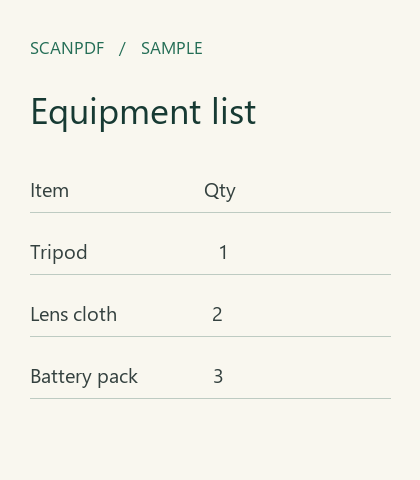 SCANPDF / SAMPLE
Equipment list
Item Qty
Tripod 1
Lens cloth 2
Battery pack 3